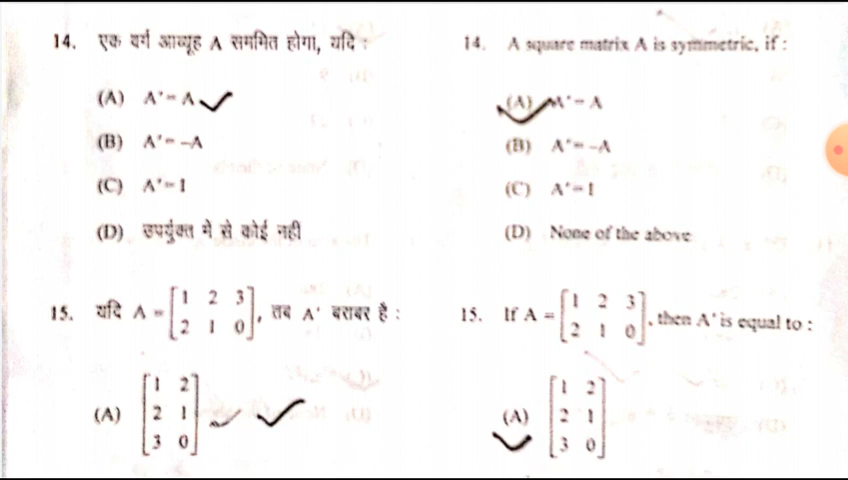 14. एक वर्ग आव्यूह A सममित होगा, यदि :
(A) A' = A
(B) A' = -A
(C) A' = I
(D) उपर्युक्त मे से कोई नही
15. यदि A = [1 2 3
2 1 0], तब A' बराबर है :
(A) [1 2
2 1
3 0]
14. A square matrix A is symmetric, if :
(A) A' = A
(B) A' = -A
(C) A' = I
(D) None of the above
15. If A = [1 2 3
2 1 0], then A' is equal to :
(A) [1 2
2 1
3 0]